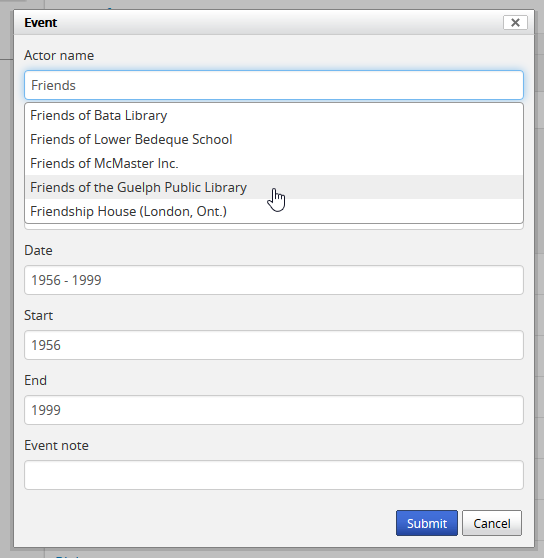 Event
Actor name
Friends
Friends of Bata Library
Friends of Lower Bedeque School
Friends of McMaster Inc.
Friends of the Guelph Public Library
Friendship House (London, Ont.)
Date
1956 - 1999
Start
1956
End
1999
Event note
Submit Cancel